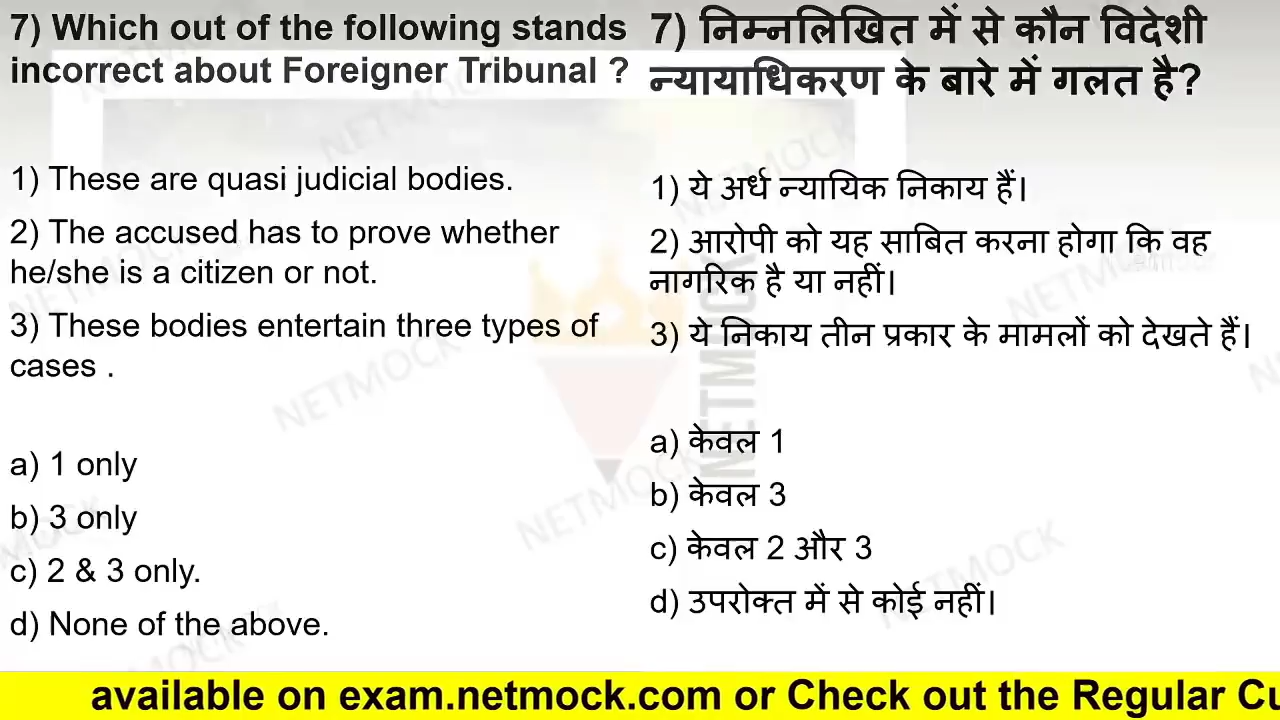 7) Which out of the following stands
incorrect about Foreigner Tribunal ?
1) These are quasi judicial bodies.
2) The accused has to prove whether
he/she is a citizen or not.
3) These bodies entertain three types of
cases .
a) 1 only
b) 3 only
c) 2 & 3 only.
d) None of the above.
7) निम्नलिखित में से कौन विदेशी
न्यायाधिकरण के बारे में गलत है?
1) ये अर्ध न्यायिक निकाय हैं।
2) आरोपी को यह साबित करना होगा कि वह
नागरिक है या नहीं।
3) ये निकाय तीन प्रकार के मामलों को देखते हैं।
a) केवल 1
b) केवल 3
c) केवल 2 और 3
d) उपरोक्त में से कोई नहीं।
NETMOCK
available on exam.netmock.com or Check out the Regular Cu